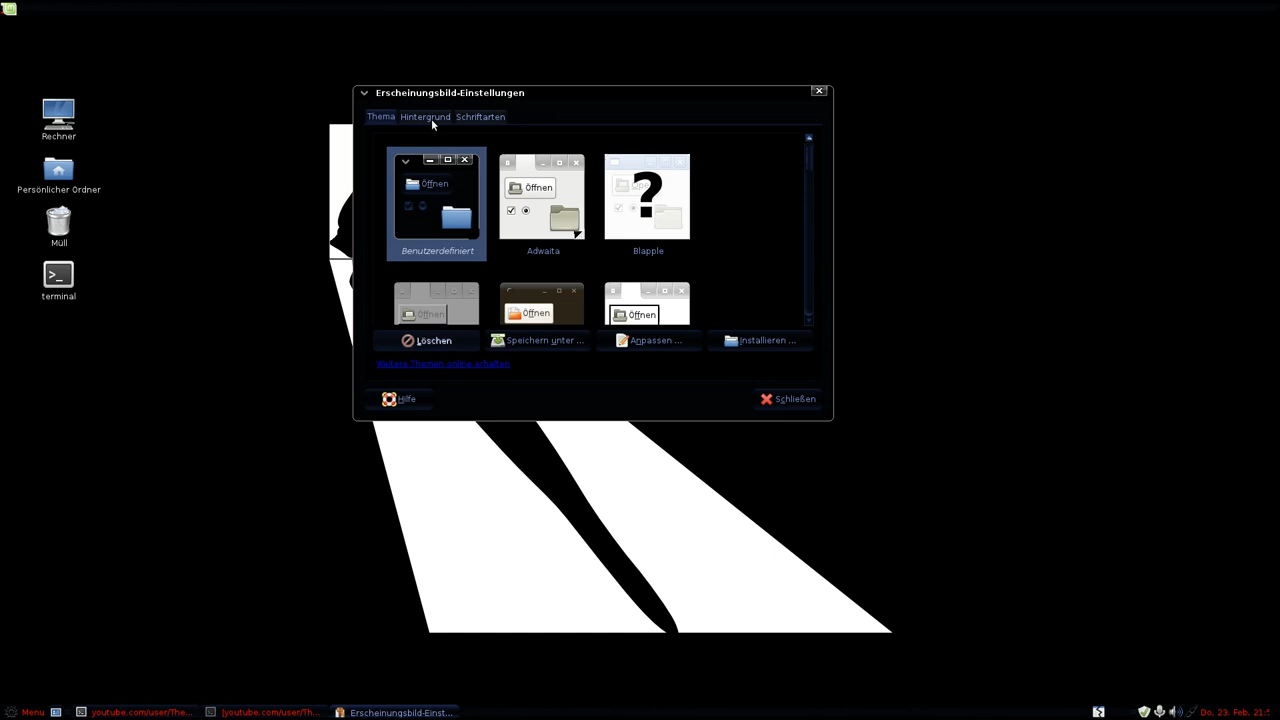 Erscheinungsbild-Einstellungen
Thema Hintergrund Schriftarten
Rechner
Persönlicher Ordner
Müll
terminal
Öffnen
Öffnen
?
Benutzerdefiniert
Adwaita
Blapple
Öffnen
Öffnen
Öffnen
Löschen
Speichern unter ...
Anpassen ...
Installieren ...
Weitere Themen online erhalten
Hilfe
Schließen
Menu
youtube.com/user/The...
[youtube.com/user/Th...
Erscheinungsbild-Einst...
Do, 23. Feb, 21: